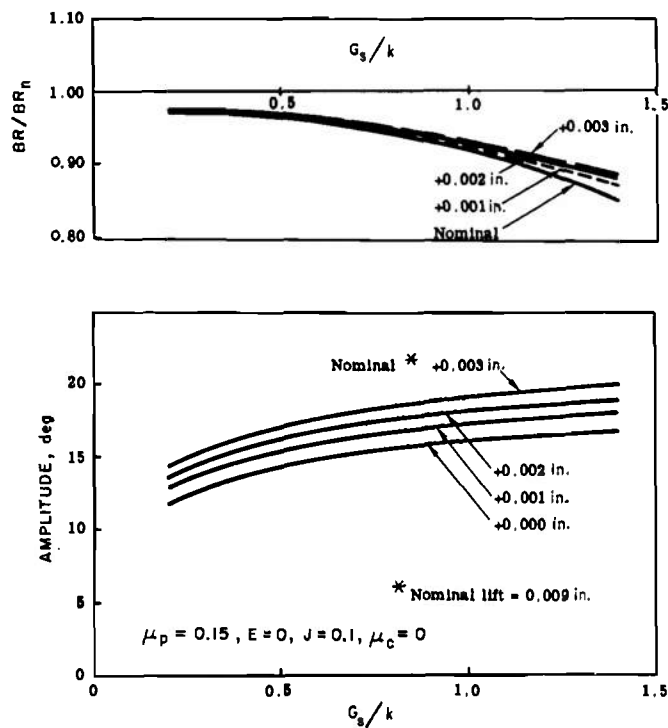 1.10
G_s/k
1.00
0.5
1.0
1.5
BR/BR_n
0.90
+0.003 in.
+0.002 in.
+0.001 in.
Nominal
0.80
Nominal * +0.003 in.
20
15
10
5
0
AMPLITUDE, deg
+0.002 in.
+0.001 in.
+0.000 in.
* Nominal lift = 0.009 in.
μ_p = 0.15 , E = 0, J = 0.1, μ_c = 0
0
0.5
1.0
1.5
G_s/k